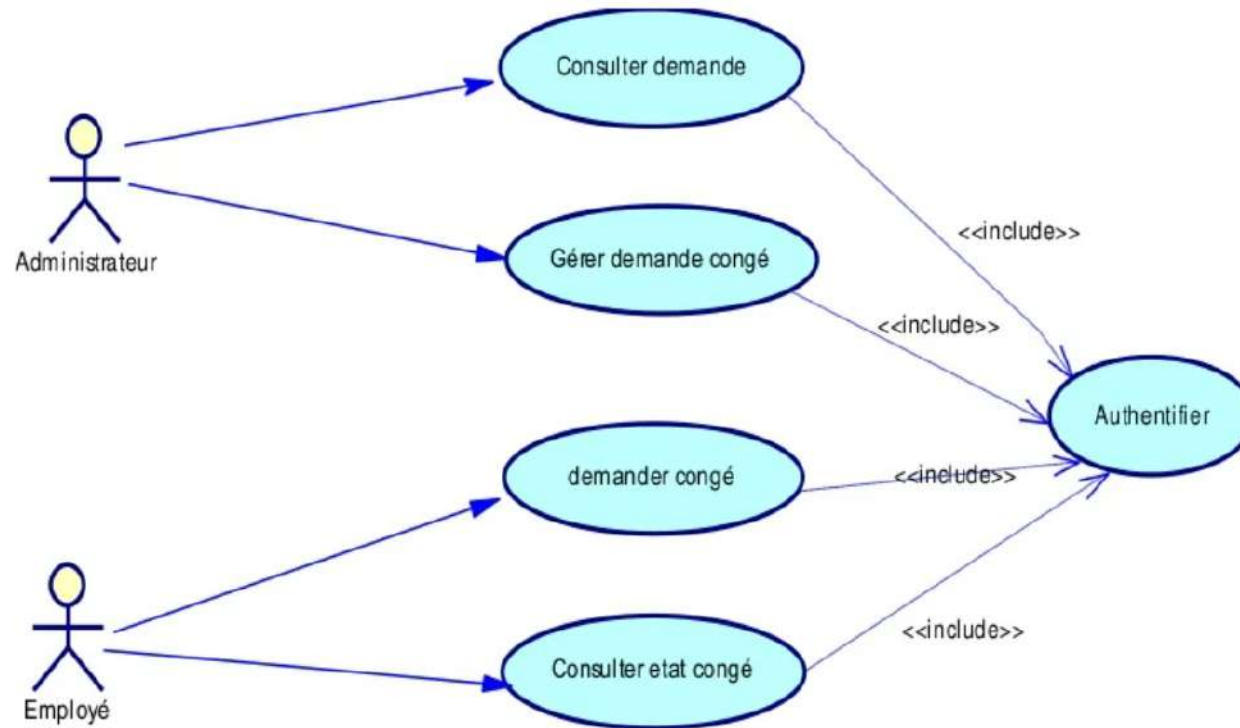 Consulter demande
Administrateur
<<include>>
Gérer demande congé
<<include>>
Authentifier
demander congé
<<include>>
Employé
Consulter etat congé
<<include>>